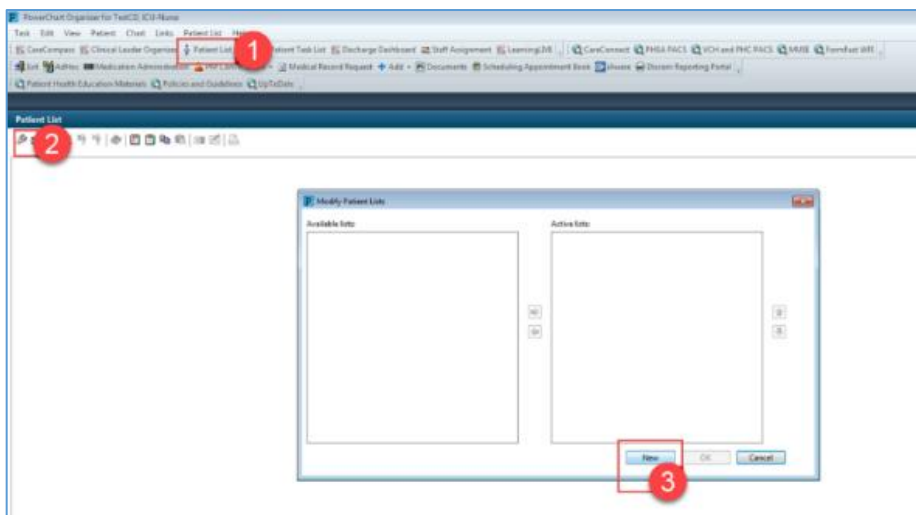 PowerChart Organizer for TestCD, ICU-Nurse
Task Edit View Patient Chart Links Patient List Help
CareCompass Clinical Leader Organizer Patient List 1 Patient Task List Discharge Dashboard Staff Assignment LearningLIVE CareConnect PHSA PACS VCH and PHC PACS MUSE FormFast WFI
Exit AdHoc Medication Administration PM Conversation Medical Record Request Add Documents Scheduling Appointment Book iAware Discern Reporting Portal
Patient Health Education Materials Policies and Guidelines UpToDate
Patient List
2
Modify Patient Lists
Available lists: Active lists:
New OK Cancel
3